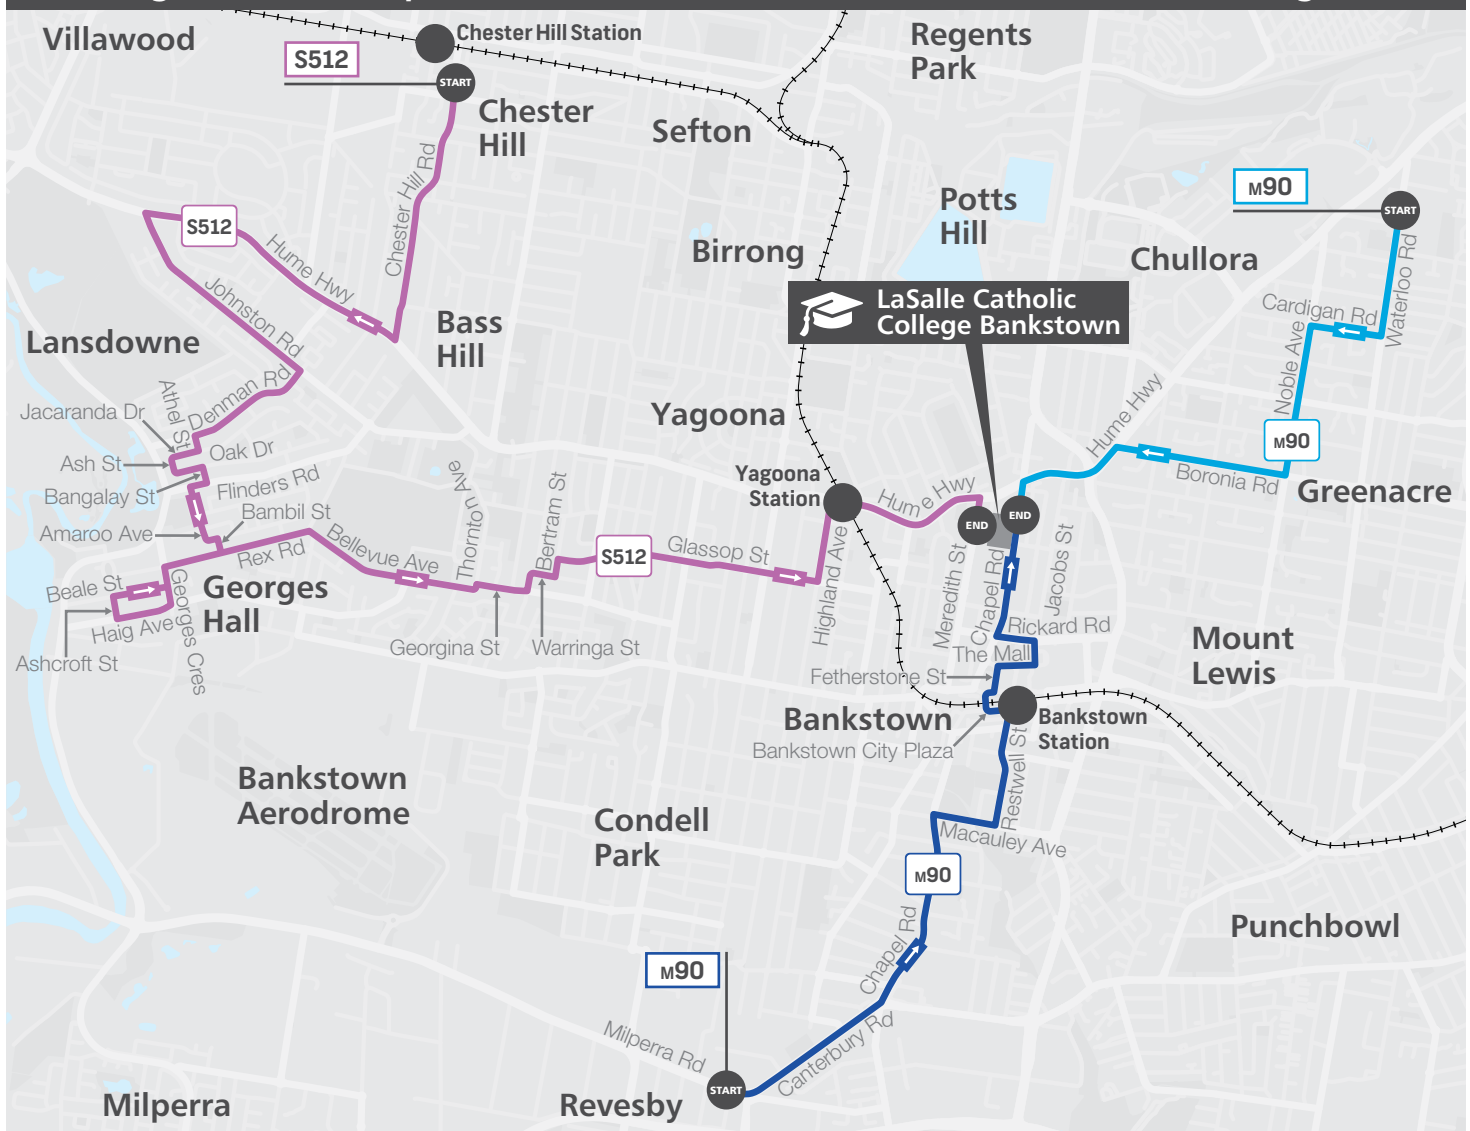 Villawood
Chester Hill Station
Regents
Park
S512
START
Chester
Hill
Sefton
Chester Hill Rd
M90
START
Potts
Hill
S512
Hume Hwy
Birrong
Chullora
Waterloo Rd
Johnston Rd
LaSalle Catholic
College Bankstown
Cardigan Rd
Noble Ave
Lansdowne
Bass
Hill
Denman Rd
Athel St
Jacaranda Dr
Yagoona
Hume Hwy
M90
Ash St
Oak Dr
Bangalay St
Flinders Rd
Boronia Rd
Greenacre
Yagoona
Station
Hume Hwy
Thornton Ave
Bertram St
Amaroo Ave
Bambil St
END
END
Rex Rd
Bellevue Ave
S512
Glassop St
Highland Ave
Meredith St
Chapel Rd
Jacobs St
Beale St
Georges
Hall
Haig Ave
Georges Cres
Ashcroft St
Georgina St
Warringa St
Rickard Rd
The Mall
Mount
Lewis
Fetherstone St
Bankstown
Bankstown
Station
Bankstown City Plaza
Restwell St
Bankstown
Aerodrome
Condell
Park
Macauley Ave
M90
Chapel Rd
Punchbowl
M90
Milperra Rd
Canterbury Rd
START
Milperra
Revesby